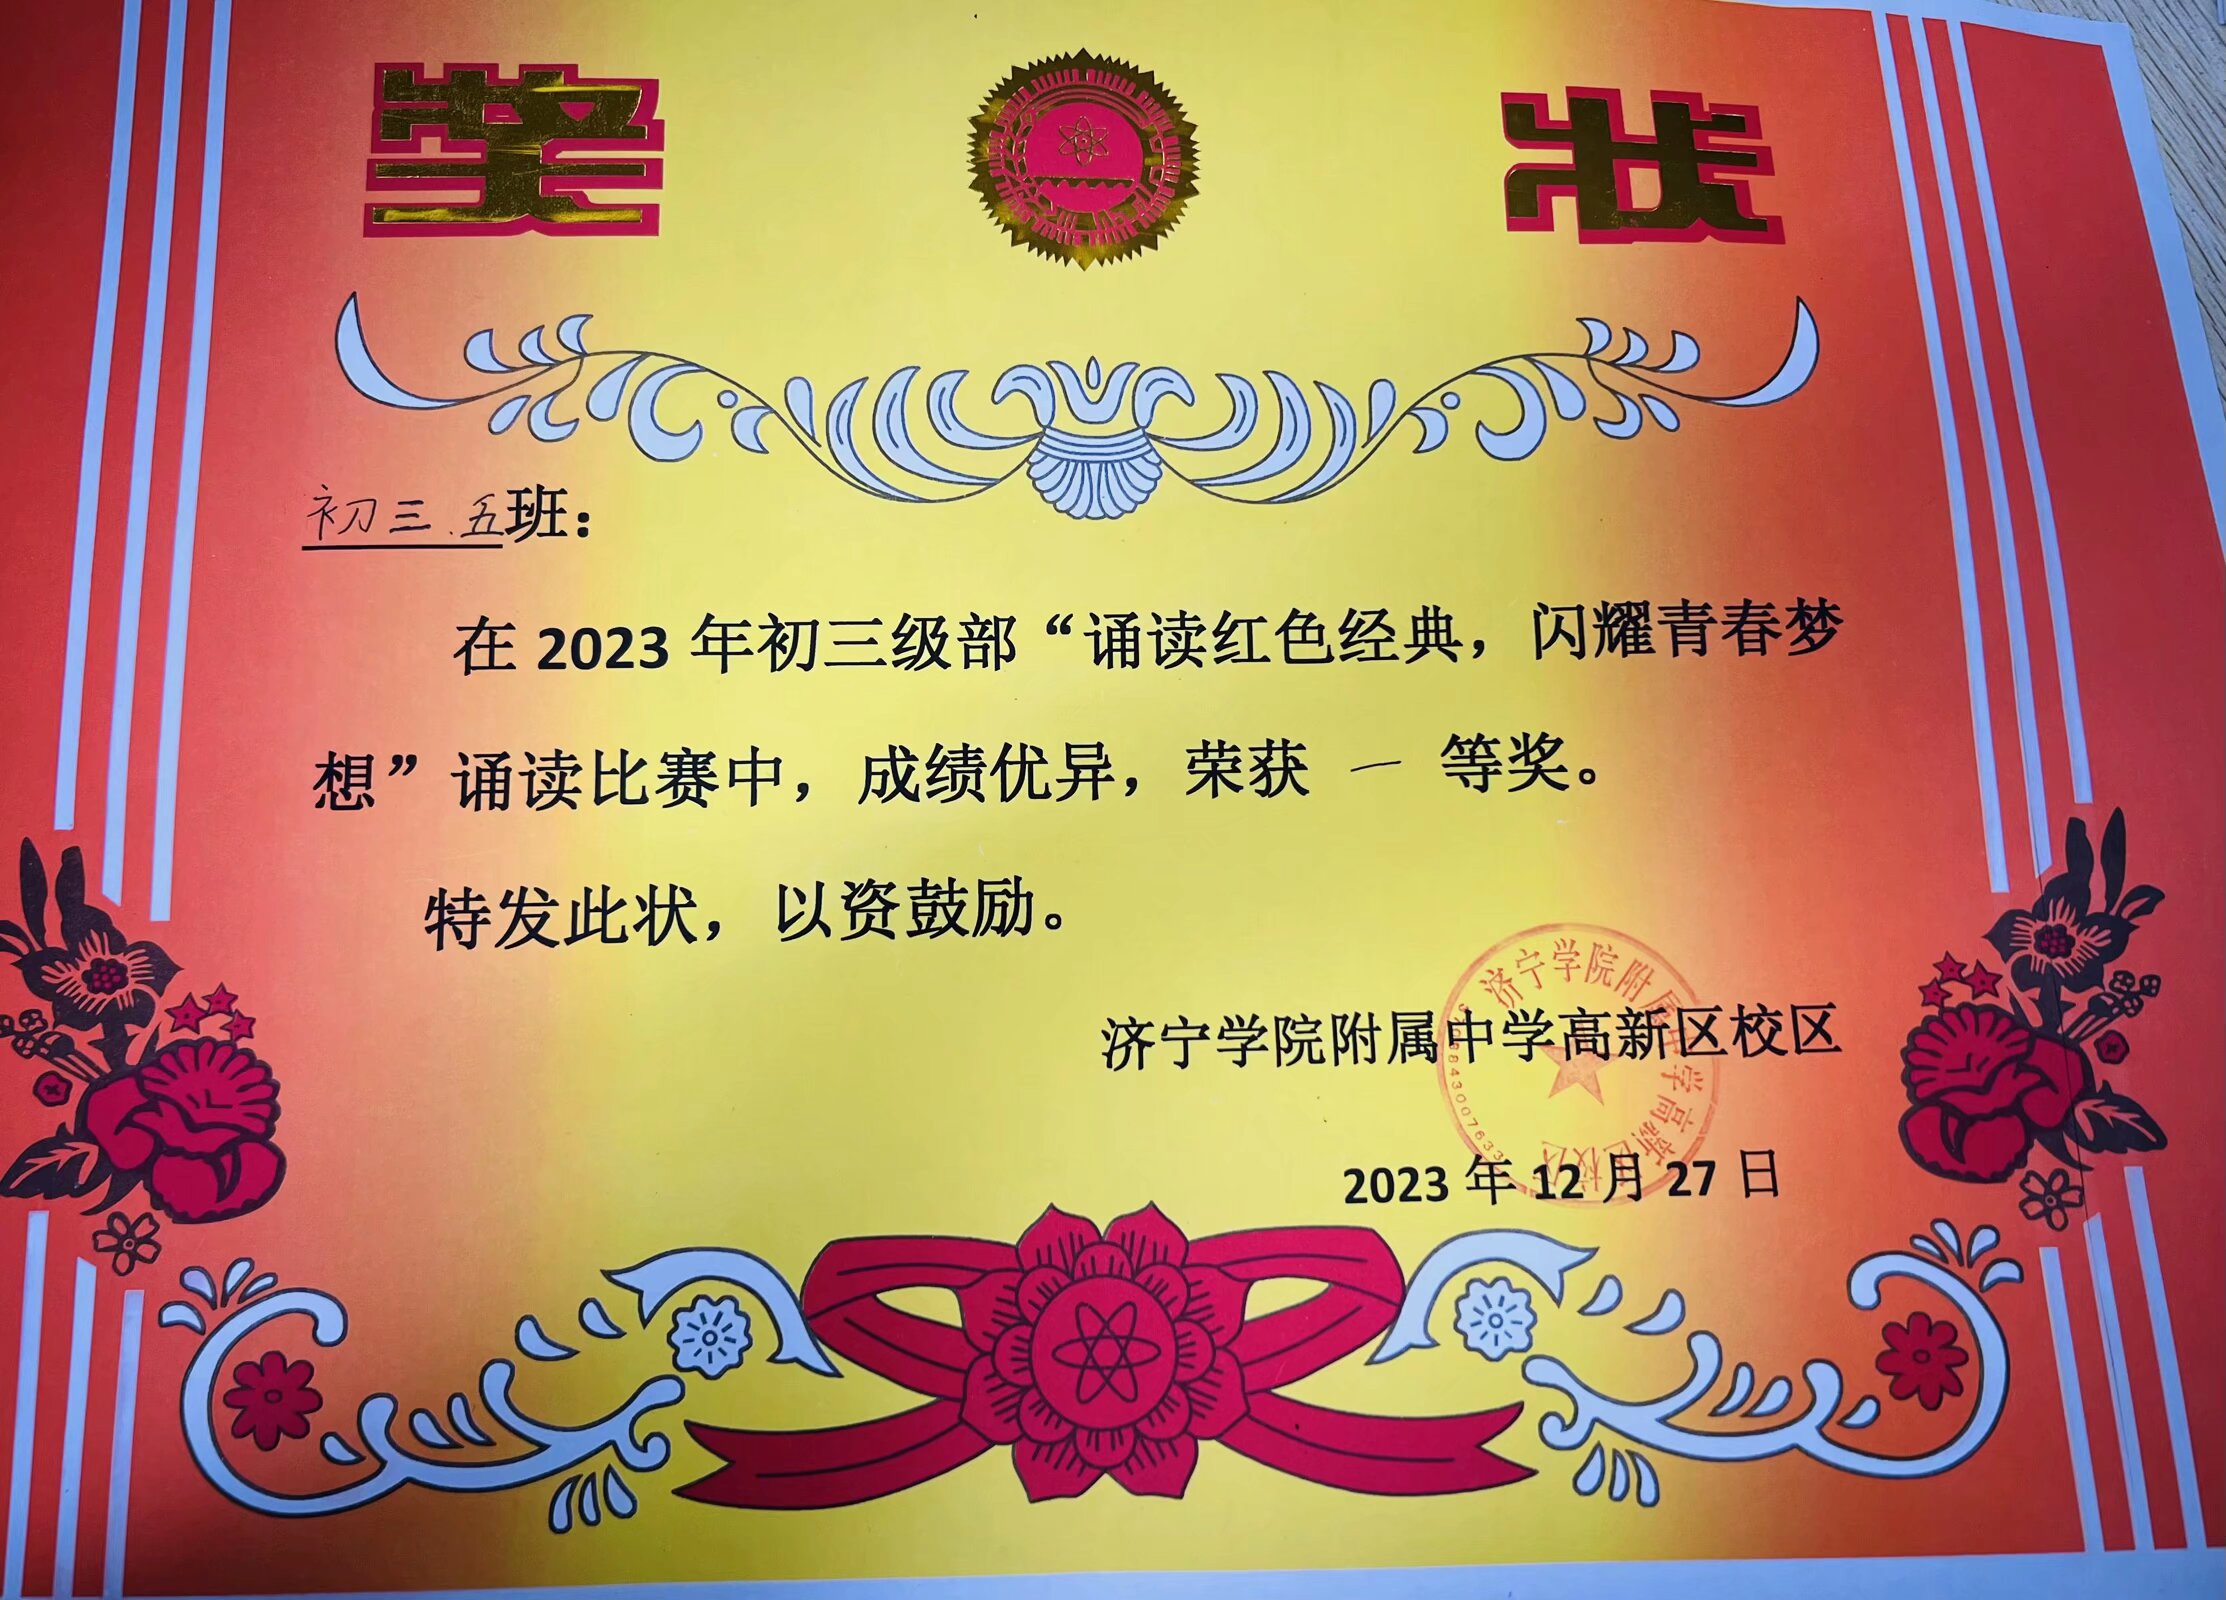 奖状
初三.五班：
在 2023 年初三级部“诵读红色经典，闪耀青春梦
想”诵读比赛中，成绩优异，荣获 一 等奖。
特发此状，以资鼓励。
济宁学院附属中学高新区校区
2023 年 12 月 27 日
济宁学院附属中学高新区校区